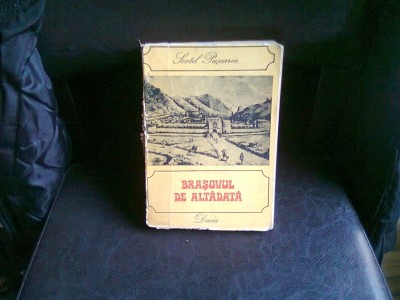 Sextil Pușcariu
BRAȘOVUL
DE ALTĂDATĂ
Dacia